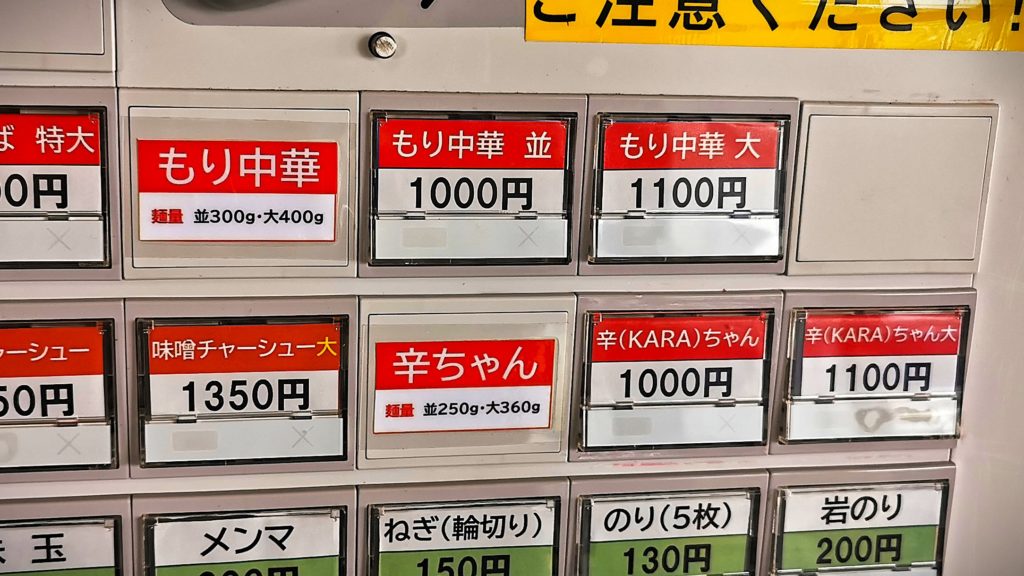 ご注意ください!
ば 特大
00円
もり中華
麺量 並300g・大400g
もり中華 並
1000円
もり中華 大
1100円
ャーシュー
50円
味噌チャーシュー大
1350円
辛ちゃん
麺量 並250g・大360g
辛(KARA)ちゃん
1000円
辛(KARA)ちゃん大
1100円
玉
メンマ
ねぎ(輪切り)
150円
のり(5枚)
130円
岩のり
200円